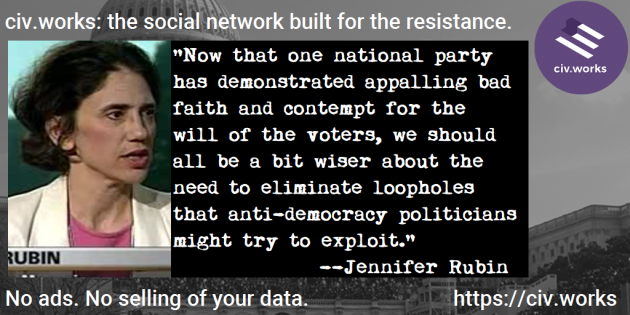 civ.works: the social network built for the resistance.
civ.works
"Now that one national party
has demonstrated appalling bad
faith and contempt for the
will of the voters, we should
all be a bit wiser about the
need to eliminate loopholes
that anti-democracy politicians
might try to exploit."
--Jennifer Rubin
RUBIN
No ads. No selling of your data.
https://civ.works